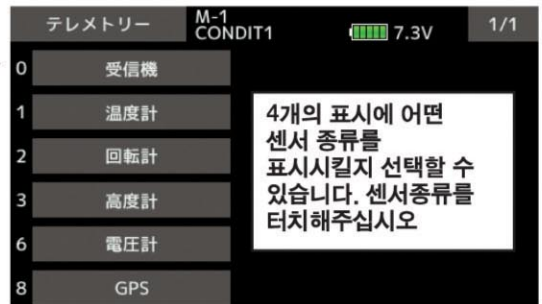 テレメトリー
M-1
CONDIT1
7.3V
1/1
0 受信機
1 温度計
2 回転計
3 高度計
6 電圧計
8 GPS
4개의 표시에 어떤
센서 종류를
표시시킬지 선택할 수
있습니다. 센서종류를
터치해주십시오